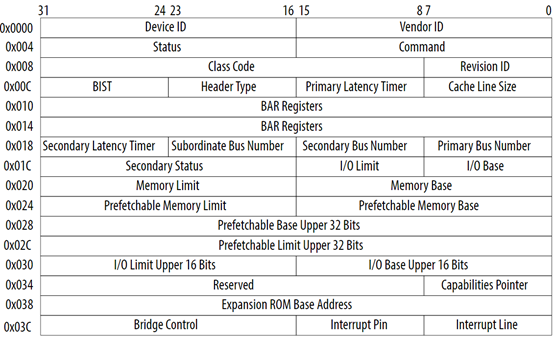 31 24 23 16 15 8 7 0
0x0000 Device ID Vendor ID
0x004 Status Command
0x008 Class Code Revision ID
0x00C BIST Header Type Primary Latency Timer Cache Line Size
0x010 BAR Registers
0x014 BAR Registers
0x018 Secondary Latency Timer Subordinate Bus Number Secondary Bus Number Primary Bus Number
0x01C Secondary Status I/O Limit I/O Base
0x020 Memory Limit Memory Base
0x024 Prefetchable Memory Limit Prefetchable Memory Base
0x028 Prefetchable Base Upper 32 Bits
0x02C Prefetchable Limit Upper 32 Bits
0x030 I/O Limit Upper 16 Bits I/O Base Upper 16 Bits
0x034 Reserved Capabilities Pointer
0x038 Expansion ROM Base Address
0x03C Bridge Control Interrupt Pin Interrupt Line